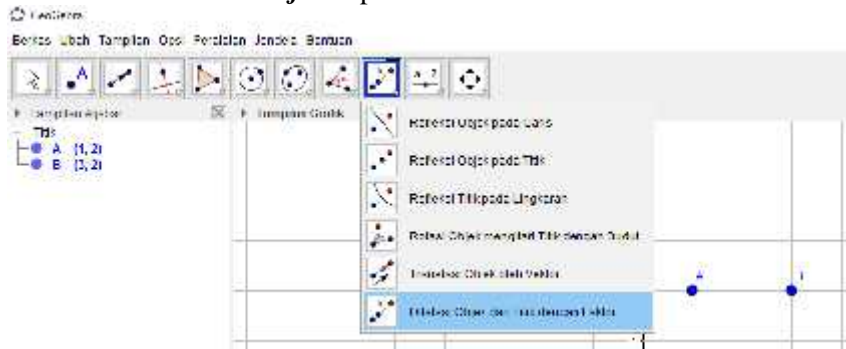 GeoGebra
Berkas Ubah Tampilan Opsi Peralatan Jendela Bantuan
Tampilan Aljabar
Tampilan Grafik
Titik
A (1, 2)
B (3, 2)
Refleksi Objek pada Garis
Refleksi Objek pada Titik
Refleksi Titik pada Lingkaran
Rotasi Objek mengitari Titik dengan Sudut
Translasi Objek oleh Vektor
Dilatasi Objek dari Titik dengan Faktor
A